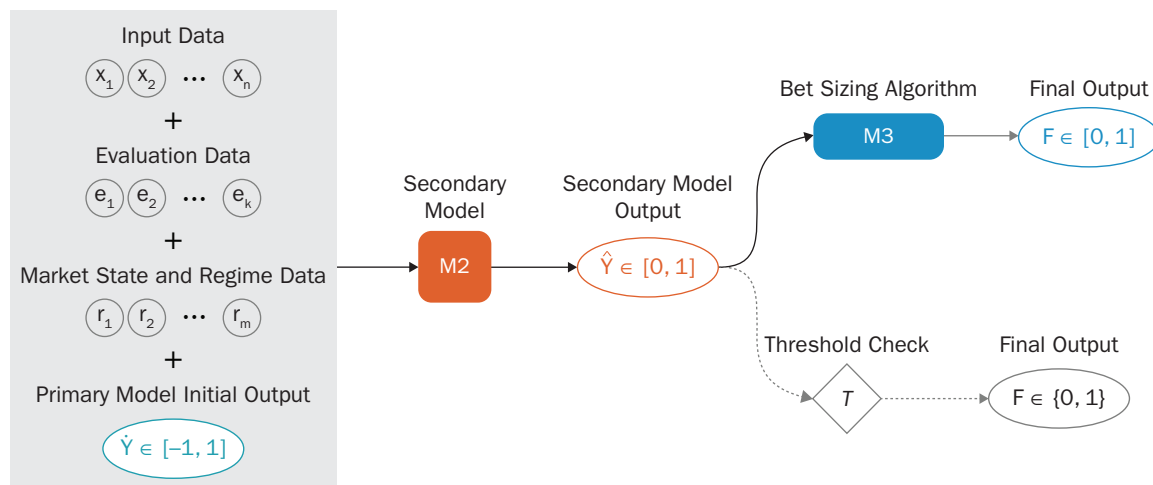 Input Data
x1 x2 ... xn
+
Evaluation Data
e1 e2 ... ek
+
Market State and Regime Data
r1 r2 ... rm
+
Primary Model Initial Output
Ẏ ∈ [–1, 1]
Secondary
Model
M2
Secondary Model
Output
Ŷ ∈ [0, 1]
Bet Sizing Algorithm
M3
Final Output
F ∈ [0, 1]
Threshold Check
T
Final Output
F ∈ {0, 1}